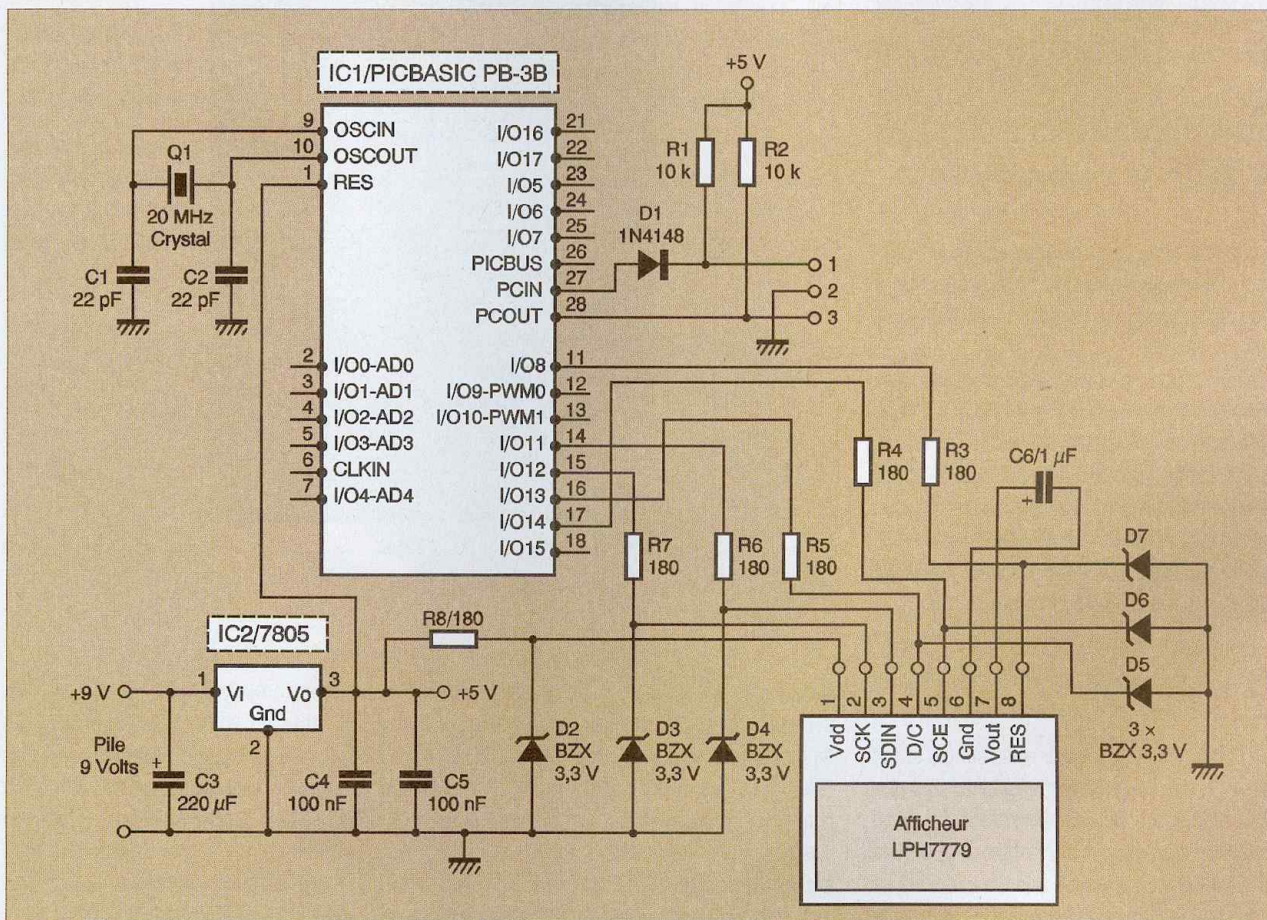 IC1/PICBASIC PB-3B
9 OSCIN
10 OSCOUT
1 RES
2 I/O0-AD0
3 I/O1-AD1
4 I/O2-AD2
5 I/O3-AD3
6 CLKIN
7 I/O4-AD4
I/O16 21
I/O17 22
I/O5 23
I/O6 24
I/O7 25
PICBUS 26
PCIN 27
PCOUT 28
I/O8 11
I/O9-PWM0 12
I/O10-PWM1 13
I/O11 14
I/O12 15
I/O13 16
I/O14 17
I/O15 18
Q1
20 MHz
Crystal
C1
22 pF
C2
22 pF
+5 V
R1
10 k
R2
10 k
D1
1N4148
1
2
3
R4
180
R3
180
C6/1 µF
+
R7
180
R6
180
R5
180
D7
D6
D5
3 ×
BZX 3,3 V
IC2/7805
R8/180
+9 V
1 Vi
Vo 3
Gnd
2
+5 V
Pile
9 Volts
+
C3
220 µF
C4
100 nF
C5
100 nF
D2
BZX
3,3 V
D3
BZX
3,3 V
D4
BZX
3,3 V
1 Vdd
2 SCK
3 SDIN
4 D/C
5 SCE
6 Gnd
7 Vout
8 RES
Afficheur
LPH7779